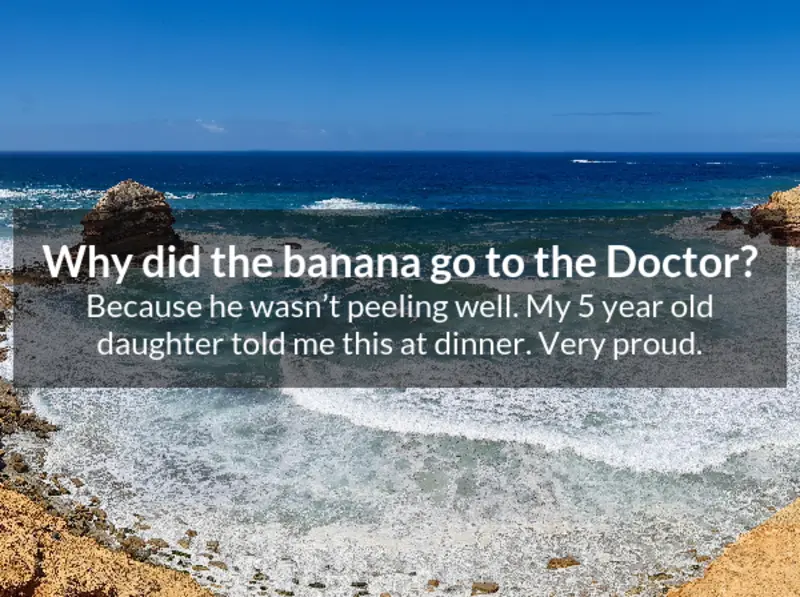 Why did the banana go to the Doctor?
Because he wasn’t peeling well. My 5 year old
daughter told me this at dinner. Very proud.